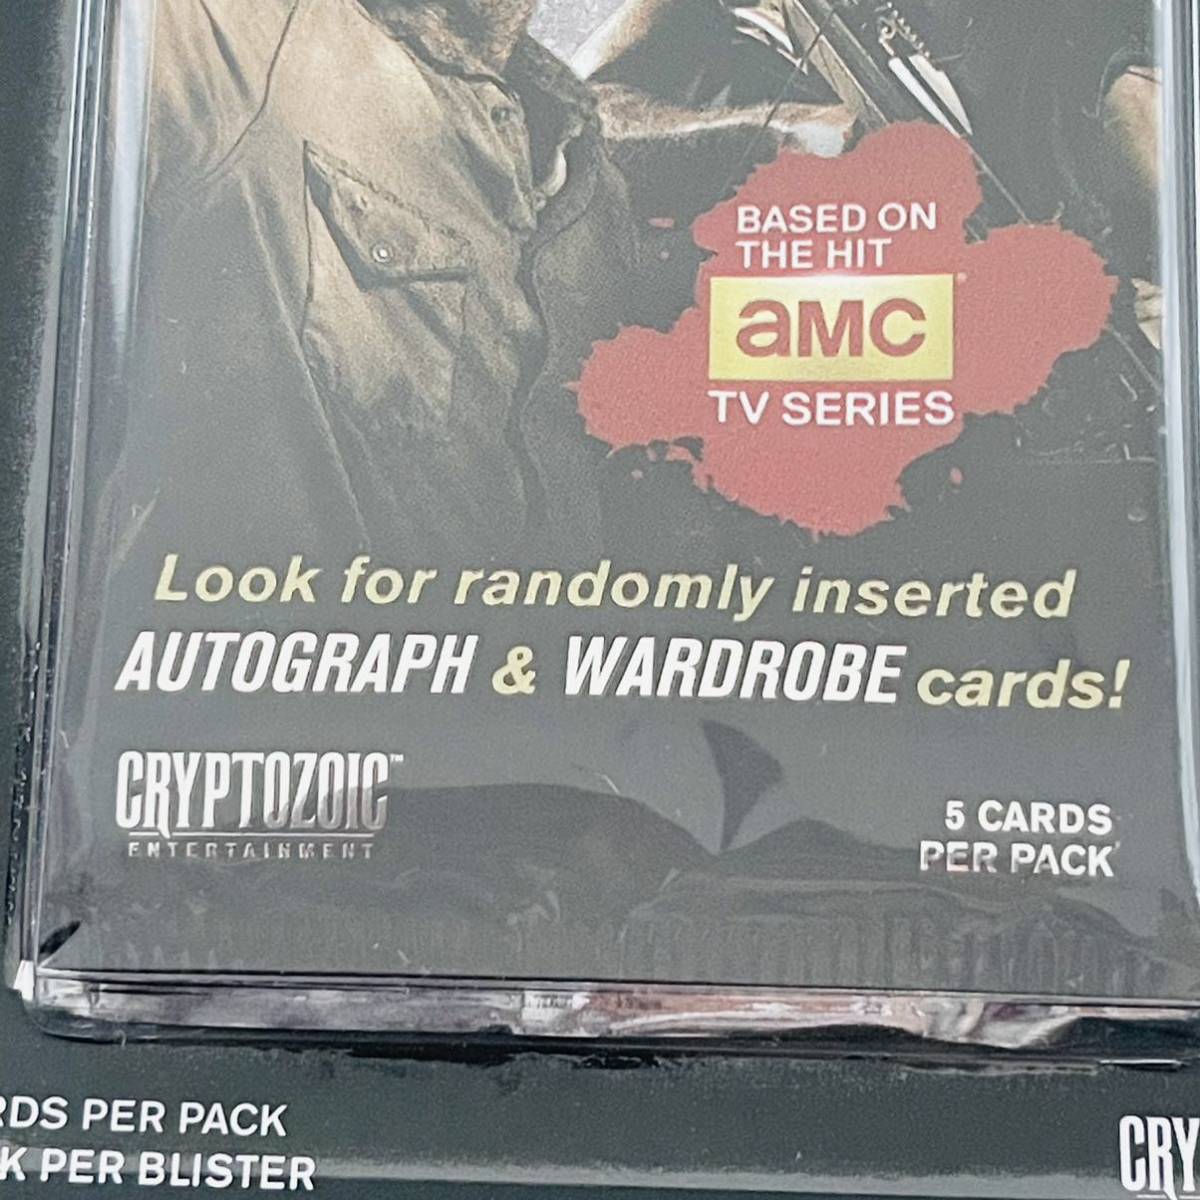 BASED ON
THE HIT
aMC
TV SERIES
Look for randomly inserted
AUTOGRAPH & WARDROBE cards!
CRYPTOZOIC™
ENTERTAINMENT
5 CARDS
PER PACK
RDS PER PACK
K PER BLISTER
CRY